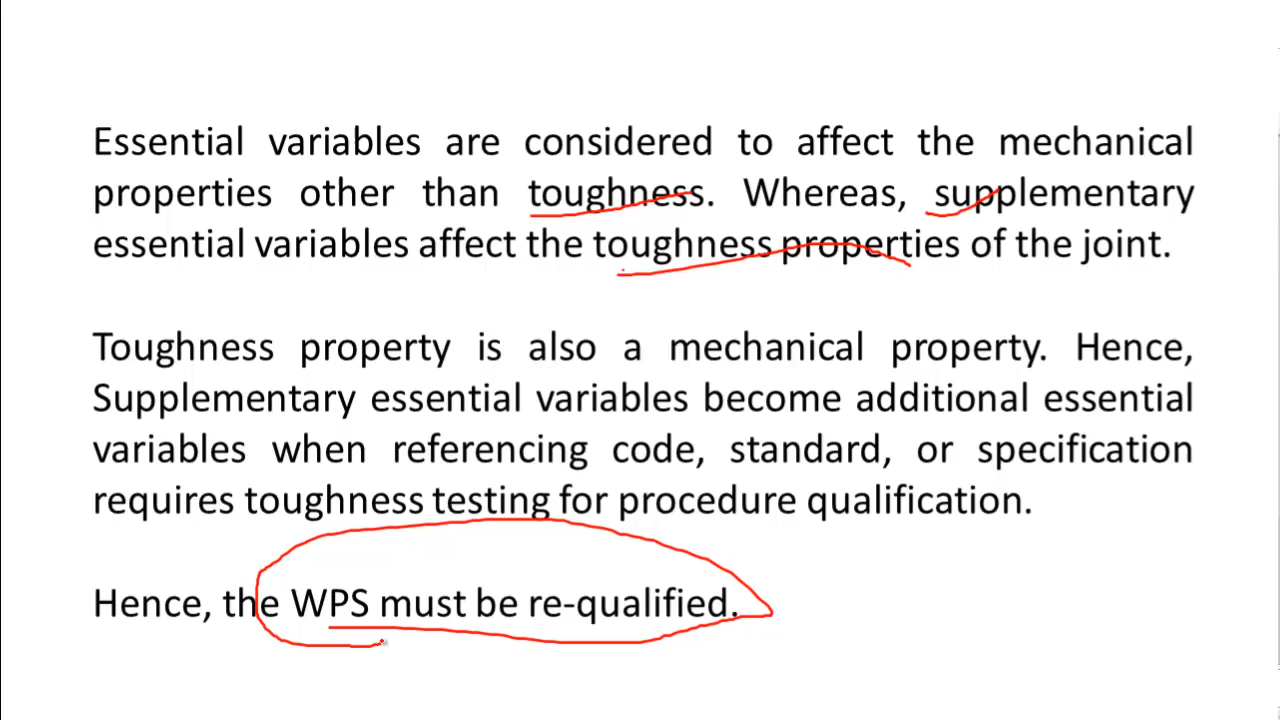 Essential variables are considered to affect the mechanical
properties other than toughness. Whereas, supplementary
essential variables affect the toughness properties of the joint.
Toughness property is also a mechanical property. Hence,
Supplementary essential variables become additional essential
variables when referencing code, standard, or specification
requires toughness testing for procedure qualification.
Hence, the WPS must be re-qualified.